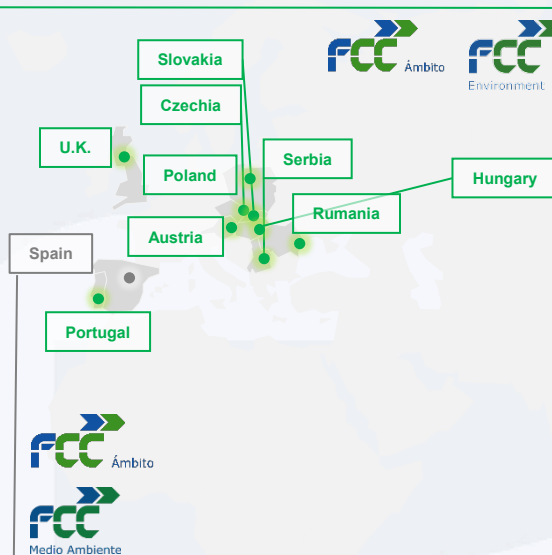 FCC Ámbito
FCC
Environment
Slovakia
Czechia
U.K.
Poland
Serbia
Hungary
Rumania
Austria
Spain
Portugal
FCC Ámbito
FCC
Medio Ambiente